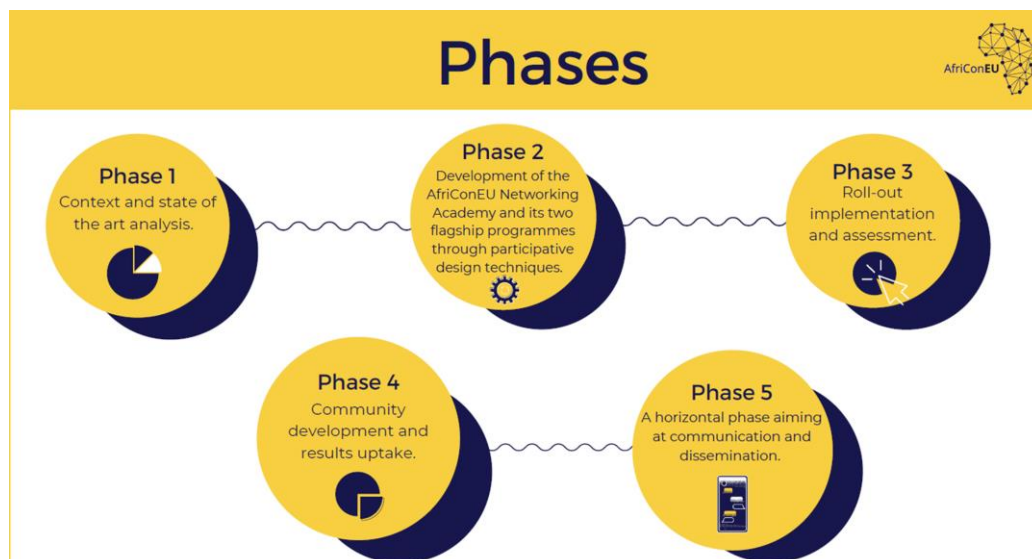 Phases
AfriConEU
Phase 1
Context and state of
the art analysis.
Phase 2
Development of the
AfriConEU Networking
Academy and its two
flagship programmes
through participative
design techniques.
Phase 3
Roll-out
implementation
and assessment.
Phase 4
Community
development and
results uptake.
Phase 5
A horizontal phase aiming
at communication and
dissemination.